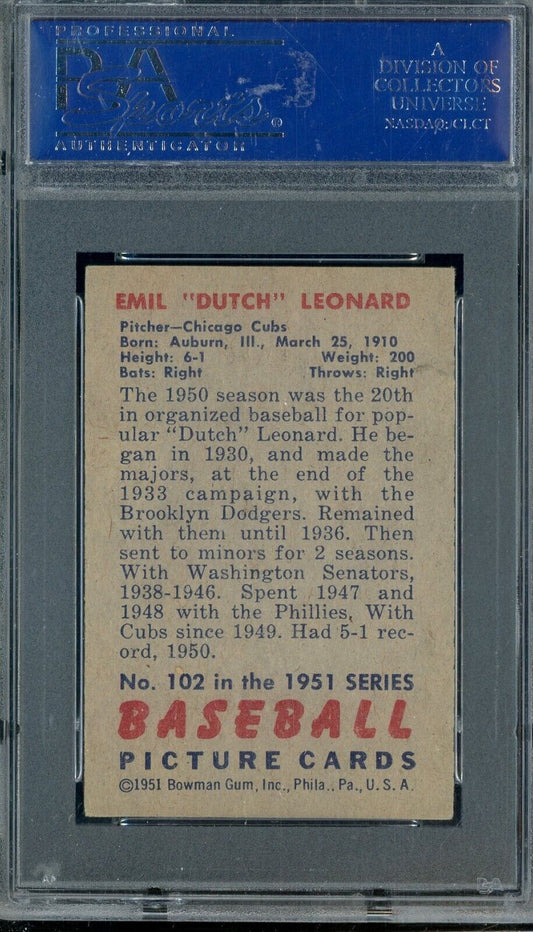 PROFESSIONAL
PSA
Sports®
AUTHENTICATOR
A
DIVISION OF
COLLECTORS
UNIVERSE
NASDAQ: CLCT
EMIL "DUTCH" LEONARD
Pitcher—Chicago Cubs
Born: Auburn, Ill., March 25, 1910
Height: 6-1 Weight: 200
Bats: Right Throws: Right
The 1950 season was the 20th
in organized baseball for pop-
ular “Dutch” Leonard. He be-
gan in 1930, and made the
majors, at the end of the
1933 campaign, with the
Brooklyn Dodgers. Remained
with them until 1936. Then
sent to minors for 2 seasons.
With Washington Senators,
1938-1946. Spent 1947 and
1948 with the Phillies, With
Cubs since 1949. Had 5-1 rec-
ord, 1950.
No. 102 in the 1951 SERIES
BASEBALL
PICTURE CARDS
©1951 Bowman Gum, Inc., Phila., Pa., U. S. A.
PSA